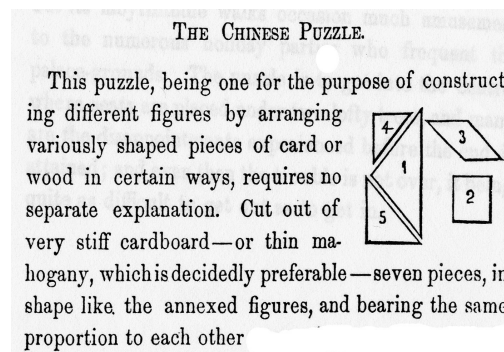 THE CHINESE PUZZLE.
This puzzle, being one for the purpose of construct
ing different figures by arranging
variously shaped pieces of card or
wood in certain ways, requires no
separate explanation. Cut out of
very stiff cardboard—or thin ma-
hogany, which is decidedly preferable—seven pieces, in
shape like the annexed figures, and bearing the same
proportion to each other
4
3
1
2
5